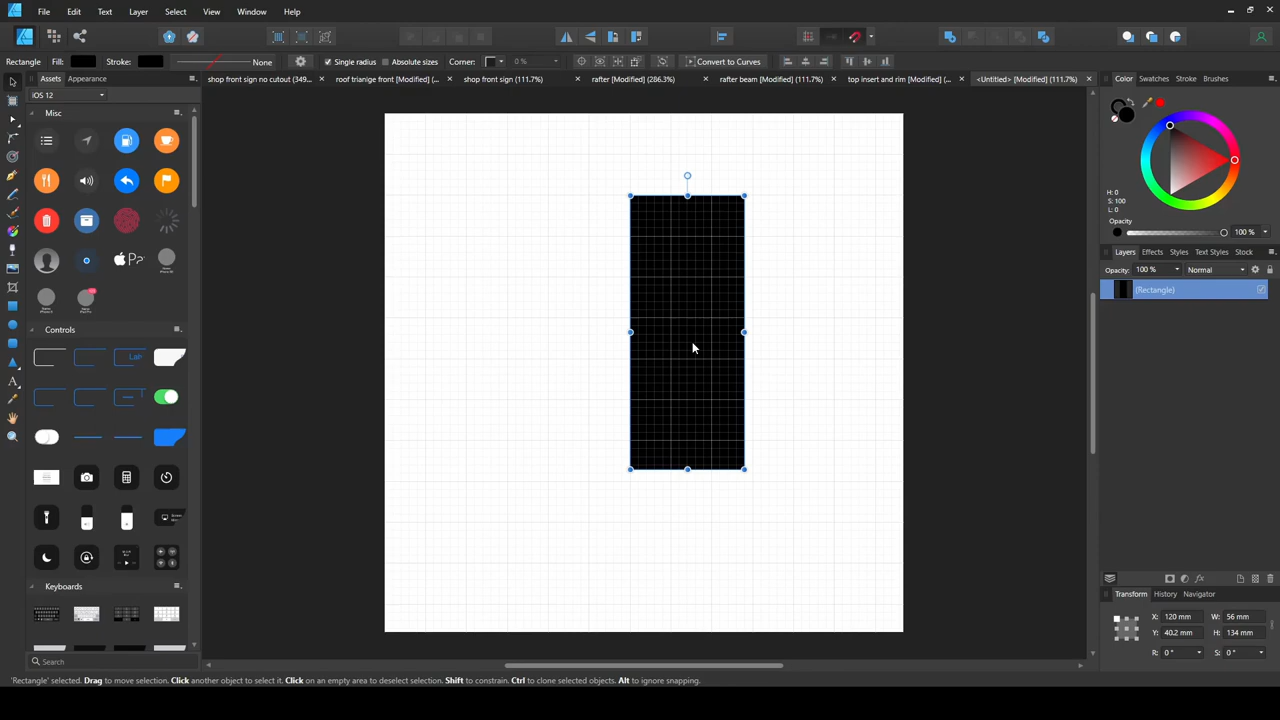 File Edit Text Layer Select View Window Help
Rectangle Fill: Stroke: None Single radius Absolute sizes Corner: 0 % Convert to Curves
Assets Appearance
shop front sign no cutout (349... roof trianige front [Modified] (... shop front sign (111.7%) rafter [Modified] (286.3%) rafter beam [Modified] (111.7%) top insert and rim [Modified] (... <Untitled> [Modified] (111.7%)
Color Swatches Stroke Brushes
iOS 12
Misc
H: 0
S: 100
L: 0
Opacity
100 %
Layers Effects Styles Text Styles Stock
Opacity: 100 % Normal
(Rectangle)
Controls
Keyboards
Transform History Navigator
X: 120 mm W: 56 mm
Y: 40.2 mm H: 134 mm
R: 0 ° S: 0 °
Search
'Rectangle' selected. Drag to move selection. Click another object to select it. Click on an empty area to deselect selection. Shift to constrain. Ctrl to clone selected objects. Alt to ignore snapping.